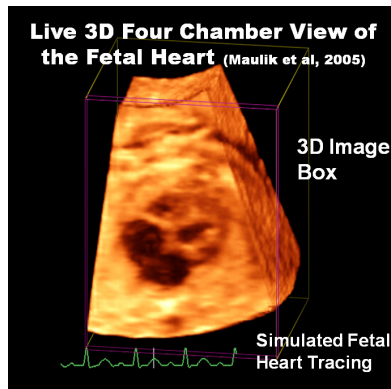 Live 3D Four Chamber View of
the Fetal Heart (Maulik et al, 2005)
3D Image
Box
Simulated Fetal
Heart Tracing